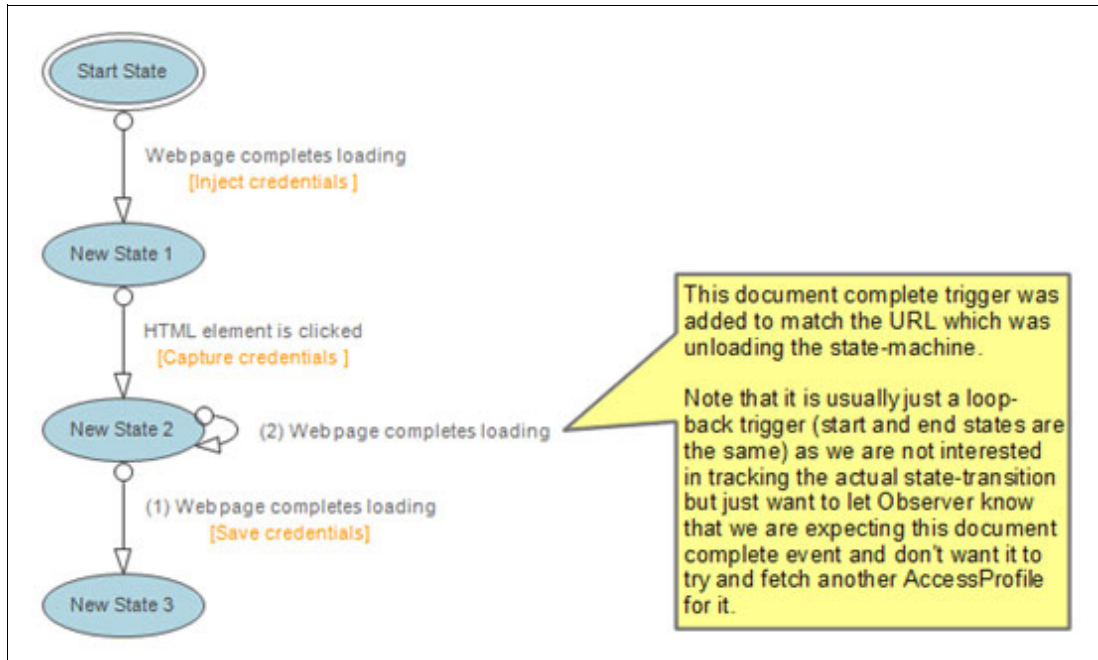 Start State
Webpage completes loading
[Inject credentials ]
New State 1
HTML element is clicked
[Capture credentials ]
New State 2
(2) Webpage completes loading
(1) Webpage completes loading
[Save credentials]
New State 3
This document complete trigger was
added to match the URL which was
unloading the state-machine.
Note that it is usually just a loop-
back trigger (start and end states are
the same) as we are not interested
in tracking the actual state-transition
but just want to let Observer know
that we are expecting this document
complete event and don't want it to
try and fetch another AccessProfile
for it.